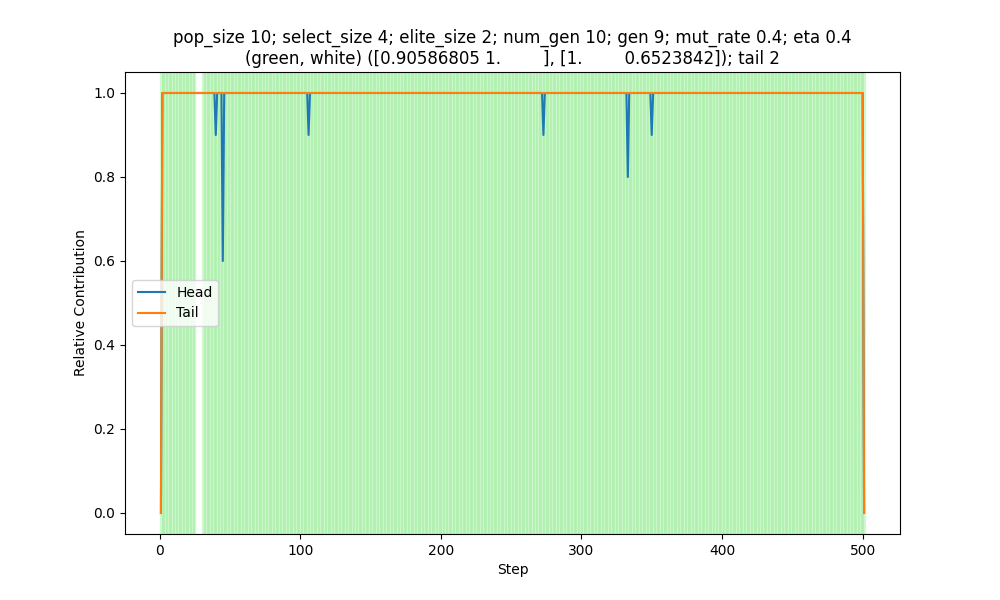 pop_size 10; select_size 4; elite_size 2; num_gen 10; gen 9; mut_rate 0.4; eta 0.4
(green, white) ([0.90586805 1.        ], [1.        0.6523842]); tail 2
1.0
0.8
0.6
0.4
0.2
0.0
Relative Contribution
Head
Tail
0 100 200 300 400 500
Step